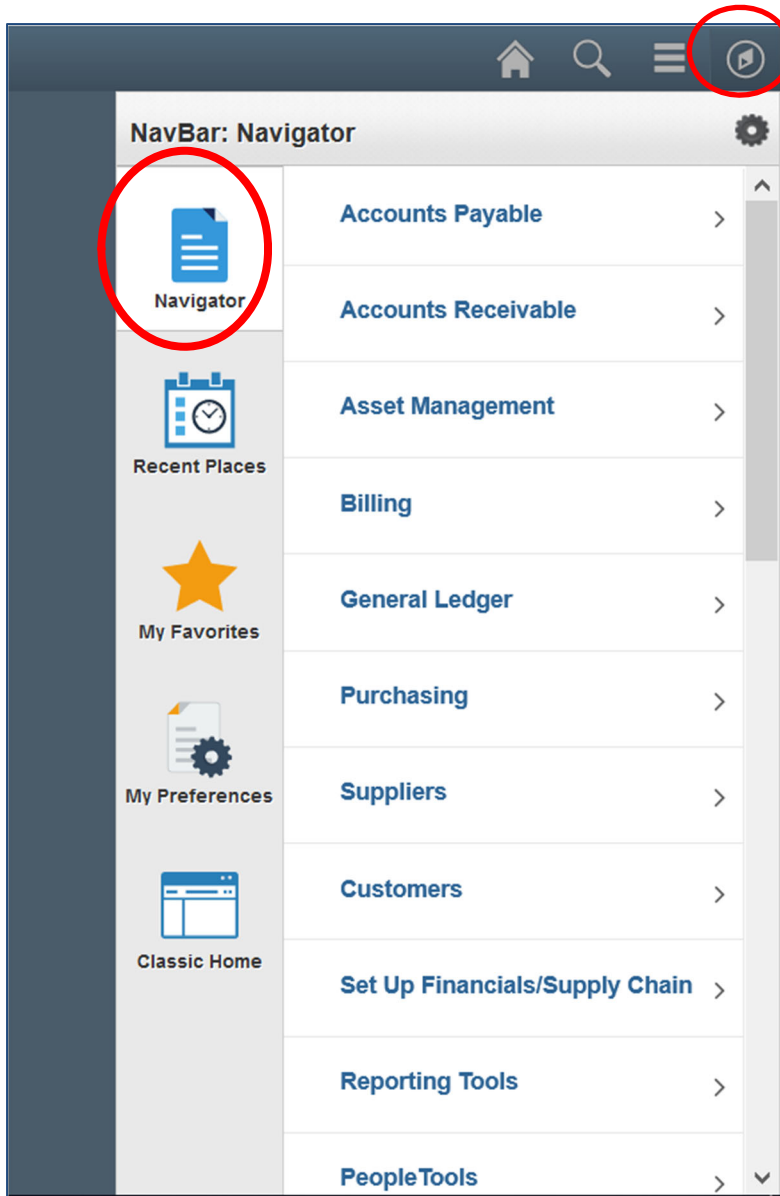 NavBar: Navigator
Navigator
Recent Places
My Favorites
My Preferences
Classic Home
Accounts Payable
Accounts Receivable
Asset Management
Billing
General Ledger
Purchasing
Suppliers
Customers
Set Up Financials/Supply Chain
Reporting Tools
PeopleTools